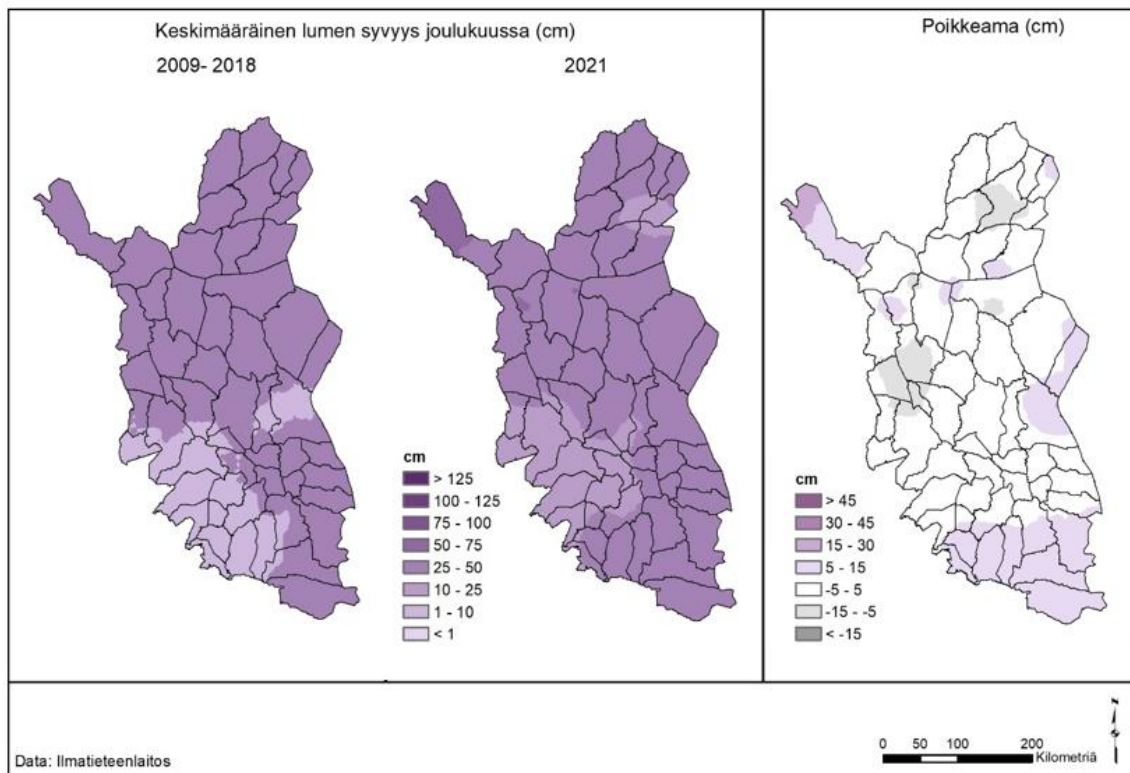 Keskimääräinen lumen syvyys joulukuussa (cm)
2009- 2018
2021
Poikkeama (cm)
cm
> 125
100 - 125
75 - 100
50 - 75
25 - 50
10 - 25
1 - 10
< 1
cm
> 45
30 - 45
15 - 30
5 - 15
-5 - 5
-15 - -5
< -15
Data: Ilmatieteenlaitos
0 50 100 200
Kilometriä